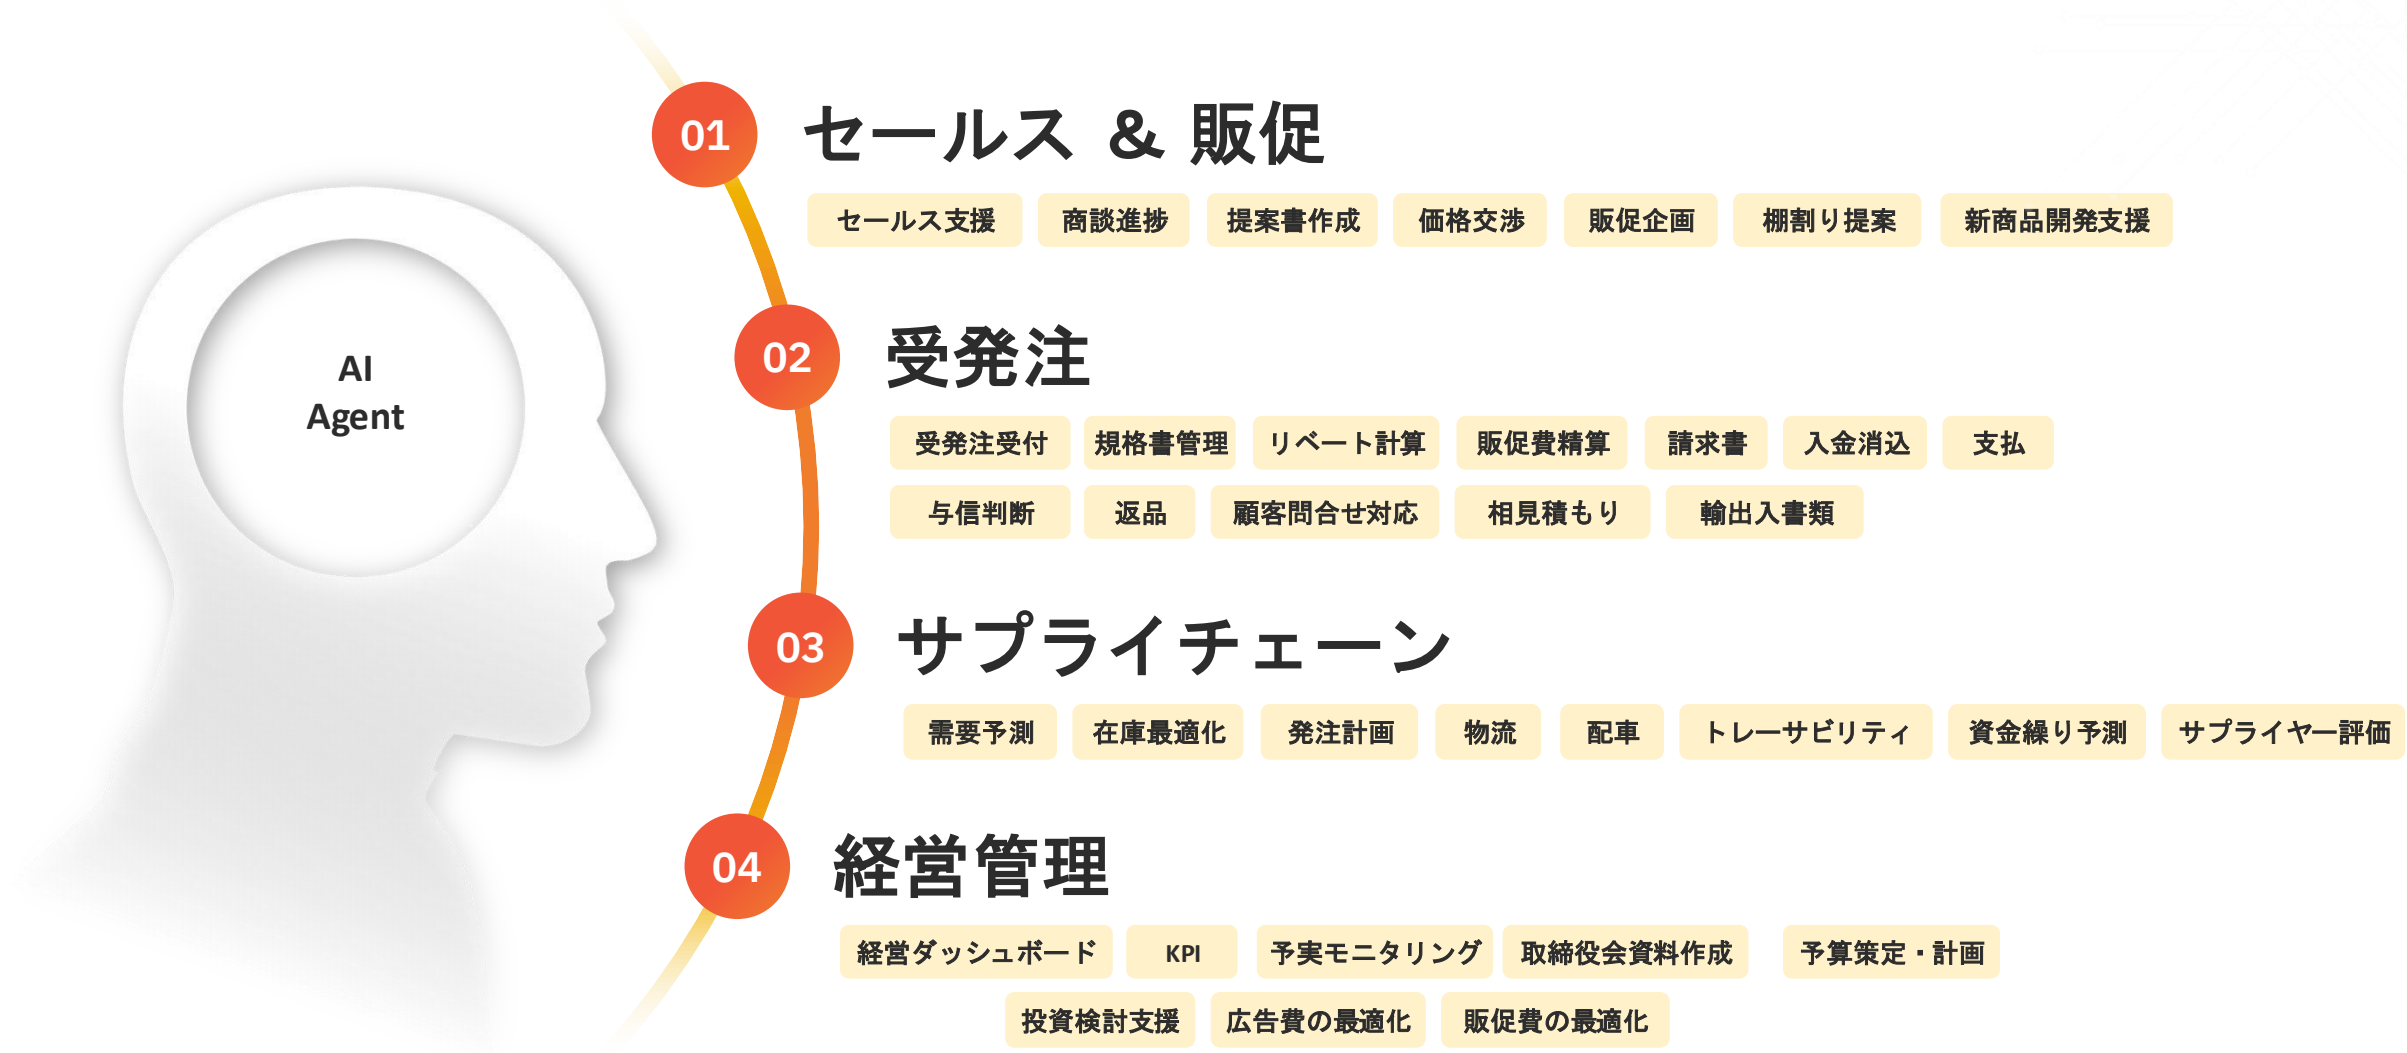 AI
Agent
01
セールス & 販促
セールス支援 商談進捗 提案書作成 価格交渉 販促企画 棚割り提案 新商品開発支援
02
受発注
受発注受付 規格書管理 リベート計算 販促費精算 請求書 入金消込 支払
与信判断 返品 顧客問合せ対応 相見積もり 輸出入書類
03
サプライチェーン
需要予測 在庫最適化 発注計画 物流 配車 トレーサビリティ 資金繰り予測 サプライヤー評価
04
経営管理
経営ダッシュボード KPI 予実モニタリング 取締役会資料作成 予算策定・計画
投資検討支援 広告費の最適化 販促費の最適化